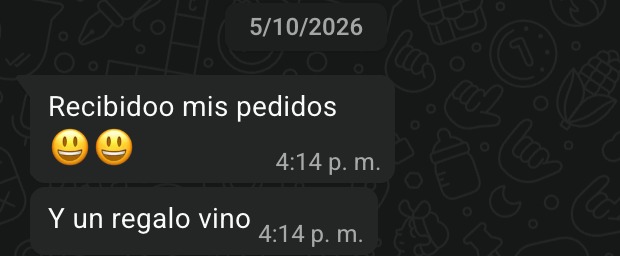 5/10/2026
Recibidoo mis pedidos
😃😃
4:14 p. m.
Y un regalo vino
4:14 p. m.